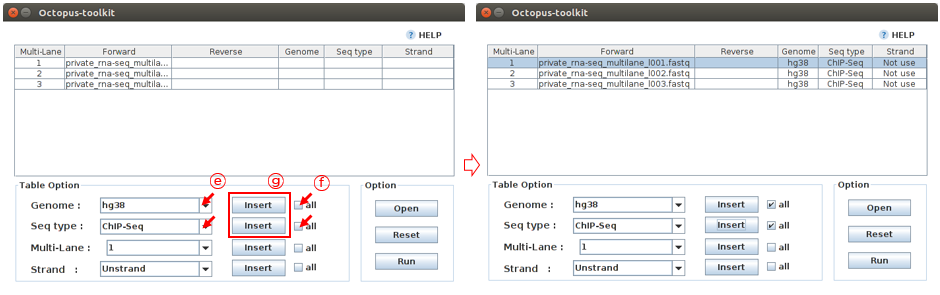 Octopus-toolkit
? HELP
Multi-Lane Forward Reverse Genome Seq type Strand
1 private_rna-seq_multila...
2 private_rna-seq_multila...
3 private_rna-seq_multila...
e g f
Table Option
Genome : hg38 Insert all
Seq type : ChIP-Seq Insert all
Multi-Lane : 1 Insert all
Strand : Unstrand Insert all
Option
Open
Reset
Run
Octopus-toolkit
? HELP
Multi-Lane Forward Reverse Genome Seq type Strand
1 private_rna-seq_multilane_l001.fastq hg38 ChIP-Seq Not use
2 private_rna-seq_multilane_l002.fastq hg38 ChIP-Seq Not use
3 private_rna-seq_multilane_l003.fastq hg38 ChIP-Seq Not use
Table Option
Genome : hg38 Insert all
Seq type : ChIP-Seq Insert all
Multi-Lane : 1 Insert all
Strand : Unstrand Insert all
Option
Open
Reset
Run